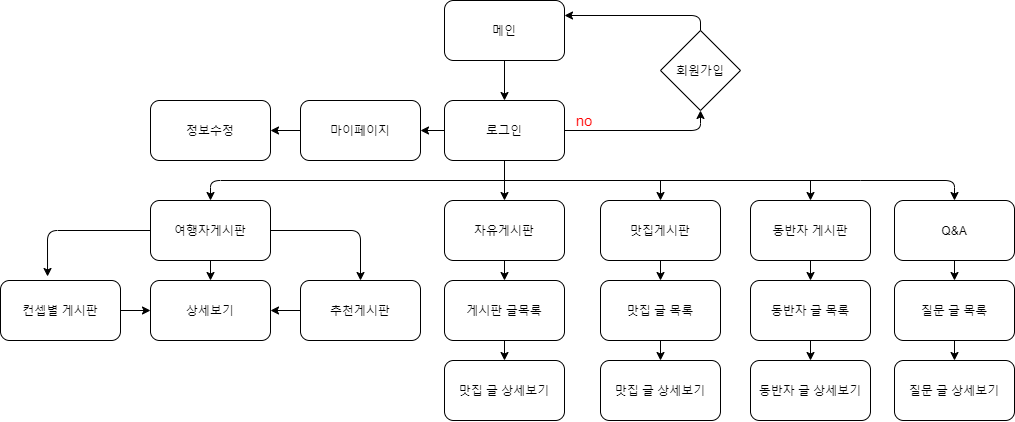 메인
회원가입
정보수정
마이페이지
로그인
no
여행자게시판
자유게시판
맛집게시판
동반자 게시판
Q&A
컨셉별 게시판
상세보기
추천게시판
게시판 글목록
맛집 글 목록
동반자 글 목록
질문 글 목록
맛집 글 상세보기
맛집 글 상세보기
동반자 글 상세보기
질문 글 상세보기